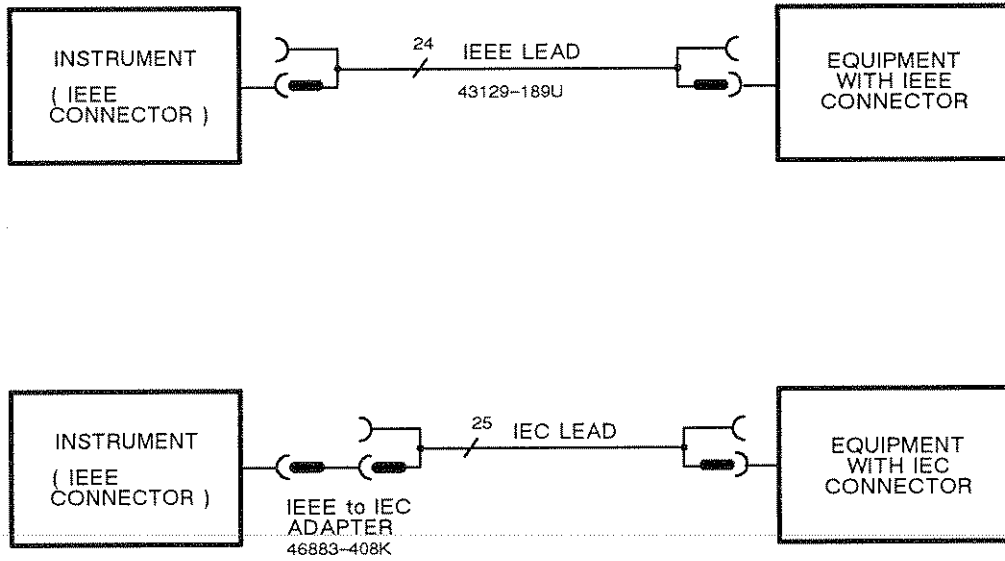 INSTRUMENT
( IEEE
CONNECTOR )
24
IEEE LEAD
43129-189U
EQUIPMENT
WITH IEEE
CONNECTOR
INSTRUMENT
( IEEE
CONNECTOR )
IEEE to IEC
ADAPTER
46883-408K
25
IEC LEAD
EQUIPMENT
WITH IEC
CONNECTOR